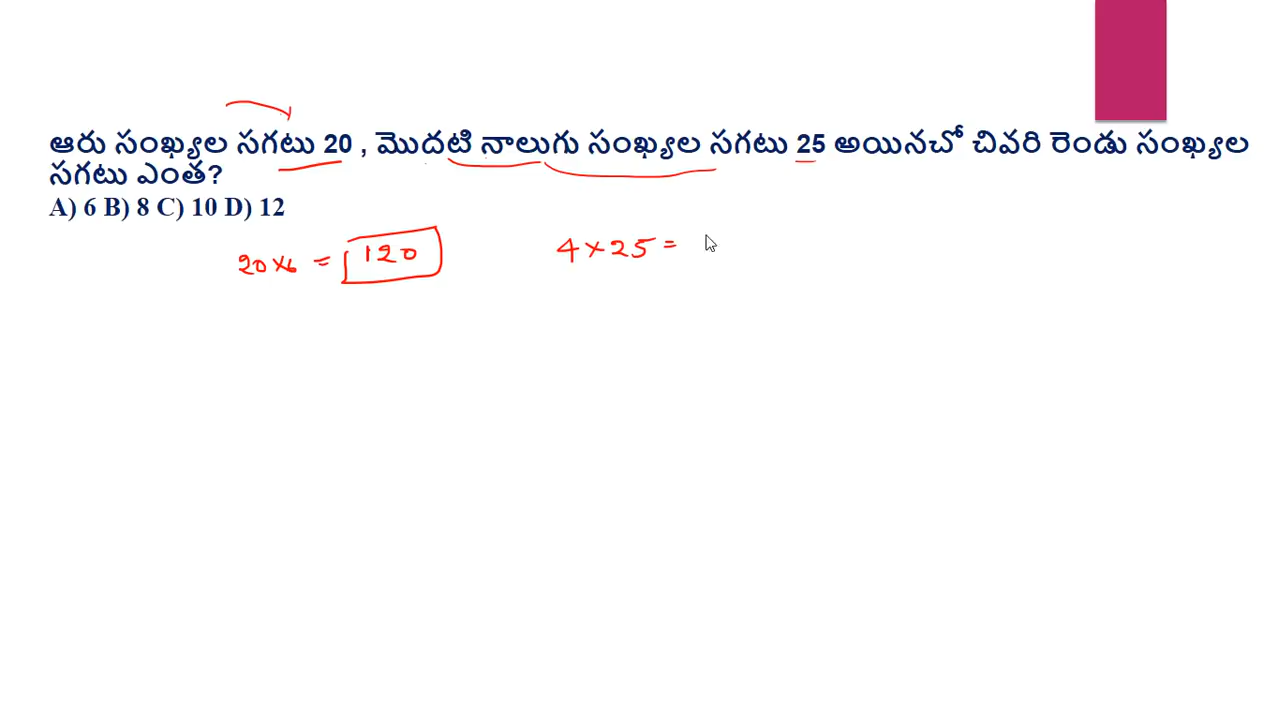 ఆరు సంఖ్యల సగటు 20 , మొదటి నాలుగు సంఖ్యల సగటు 25 అయినచో చివరి రెండు సంఖ్యల
సగటు ఎంత?
A) 6 B) 8 C) 10 D) 12
20×6 = 120 4×25=